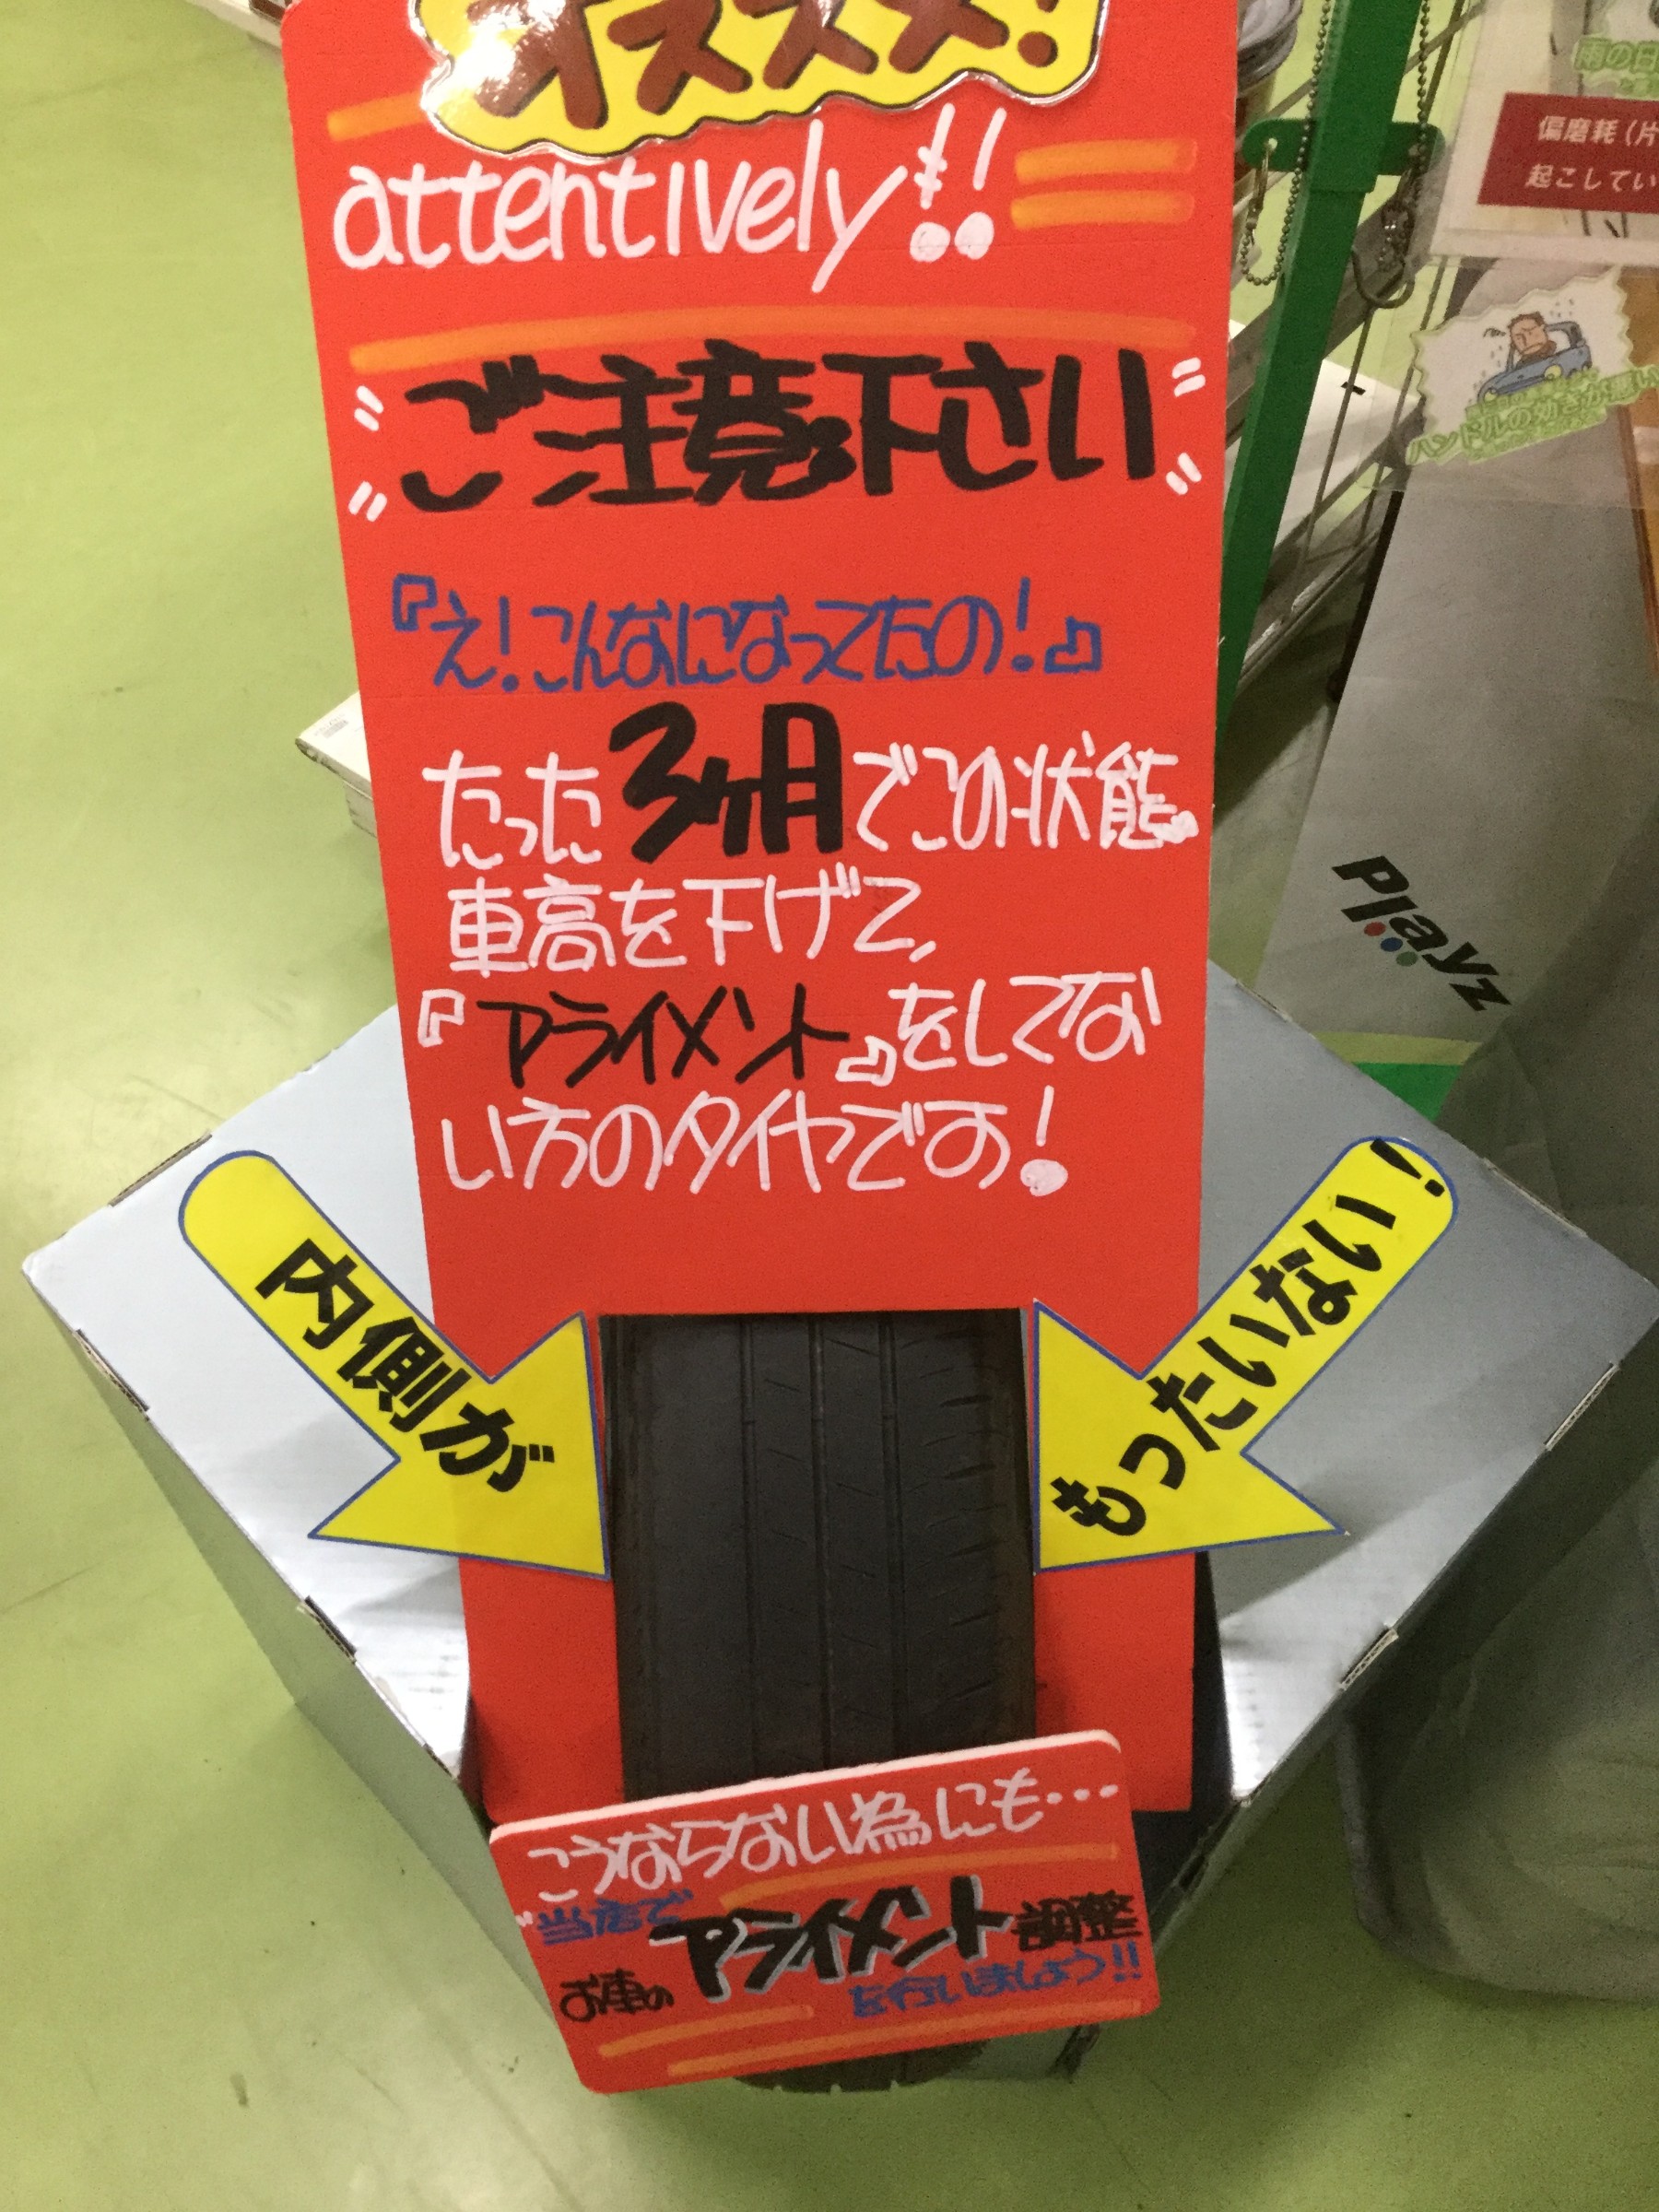 オススメ!
attentively!!
ご注意下さい
『え!こんなになってたの!』
たった3ヶ月でこの状態。
車高を下げて、
『アライメント』をしてな
い方のタイヤです!
内側が
もったいない!
こうならない為にも…
当店で
お車の アライメント 調整
を行いましょう!!
雨の日
偏磨耗(片
起こしてい
ハンドルの効きが悪い
Playz